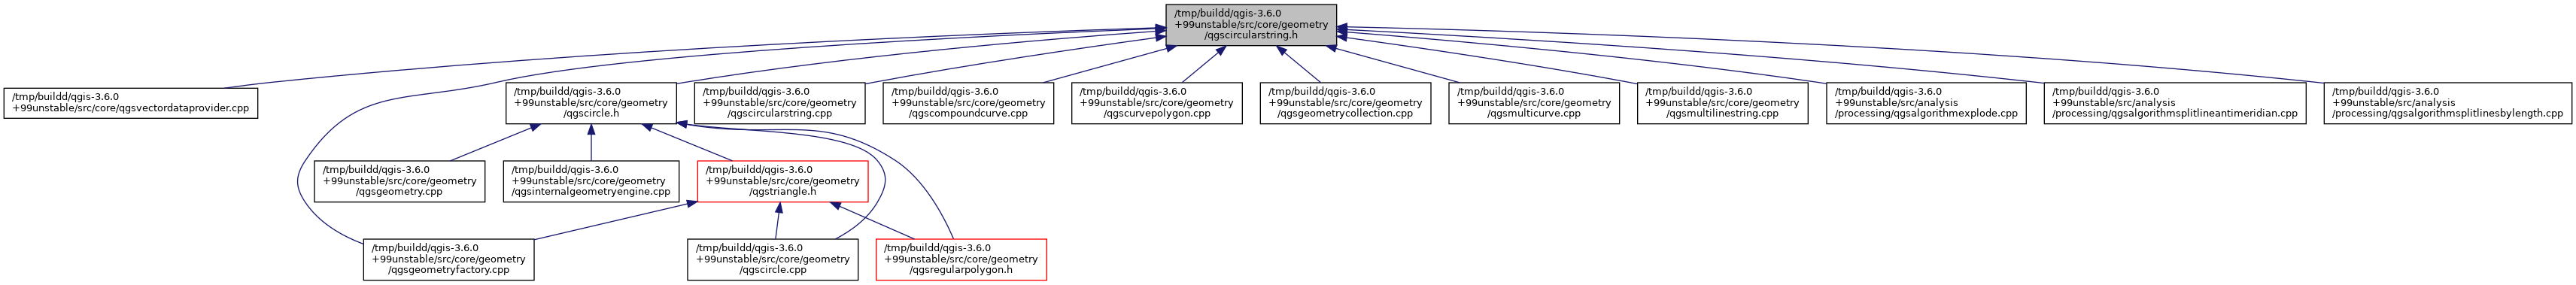 /tmp/buildd/qgis-3.6.0
+99unstable/src/core/geometry
/qgscircularstring.h
/tmp/buildd/qgis-3.6.0
+99unstable/src/core/qgsvectordataprovider.cpp
/tmp/buildd/qgis-3.6.0
+99unstable/src/core/geometry
/qgscircle.h
/tmp/buildd/qgis-3.6.0
+99unstable/src/core/geometry
/qgscircularstring.cpp
/tmp/buildd/qgis-3.6.0
+99unstable/src/core/geometry
/qgscompoundcurve.cpp
/tmp/buildd/qgis-3.6.0
+99unstable/src/core/geometry
/qgscurvepolygon.cpp
/tmp/buildd/qgis-3.6.0
+99unstable/src/core/geometry
/qgsgeometrycollection.cpp
/tmp/buildd/qgis-3.6.0
+99unstable/src/core/geometry
/qgsmulticurve.cpp
/tmp/buildd/qgis-3.6.0
+99unstable/src/core/geometry
/qgsmultilinestring.cpp
/tmp/buildd/qgis-3.6.0
+99unstable/src/analysis
/processing/qgsalgorithmexplode.cpp
/tmp/buildd/qgis-3.6.0
+99unstable/src/analysis
/processing/qgsalgorithmsplitlineantimeridian.cpp
/tmp/buildd/qgis-3.6.0
+99unstable/src/analysis
/processing/qgsalgorithmsplitlinesbylength.cpp
/tmp/buildd/qgis-3.6.0
+99unstable/src/core/geometry
/qgsgeometry.cpp
/tmp/buildd/qgis-3.6.0
+99unstable/src/core/geometry
/qgsinternalgeometryengine.cpp
/tmp/buildd/qgis-3.6.0
+99unstable/src/core/geometry
/qgstriangle.h
/tmp/buildd/qgis-3.6.0
+99unstable/src/core/geometry
/qgsgeometryfactory.cpp
/tmp/buildd/qgis-3.6.0
+99unstable/src/core/geometry
/qgscircle.cpp
/tmp/buildd/qgis-3.6.0
+99unstable/src/core/geometry
/qgsregularpolygon.h